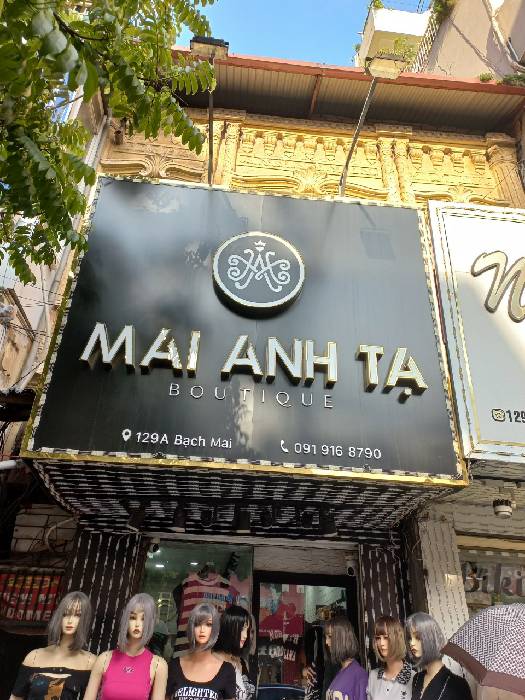 MAI ANH TẠ
BOUTIQUE
129A Bạch Mai
091 916 8790